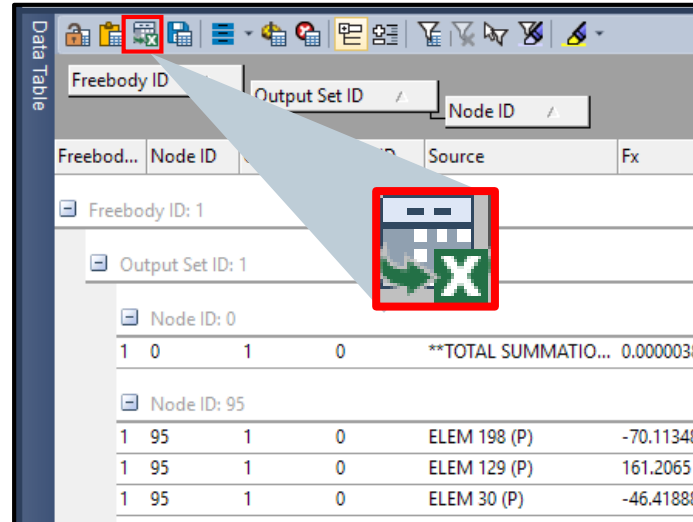 Data Table
Freebody ID
Output Set ID
Node ID
Freebod... Node ID Source Fx
Freebody ID: 1
Output Set ID: 1
Node ID: 0
1 0 1 0 **TOTAL SUMMATIO... 0.0000038
Node ID: 95
1 95 1 0 ELEM 198 (P) -70.11348
1 95 1 0 ELEM 129 (P) 161.2065
1 95 1 0 ELEM 30 (P) -46.41888